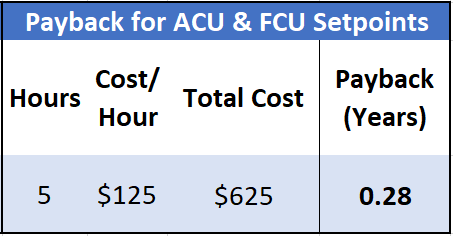 Payback for ACU & FCU Setpoints
Hours Cost/ Hour Total Cost Payback (Years)
5 $125 $625 0.28